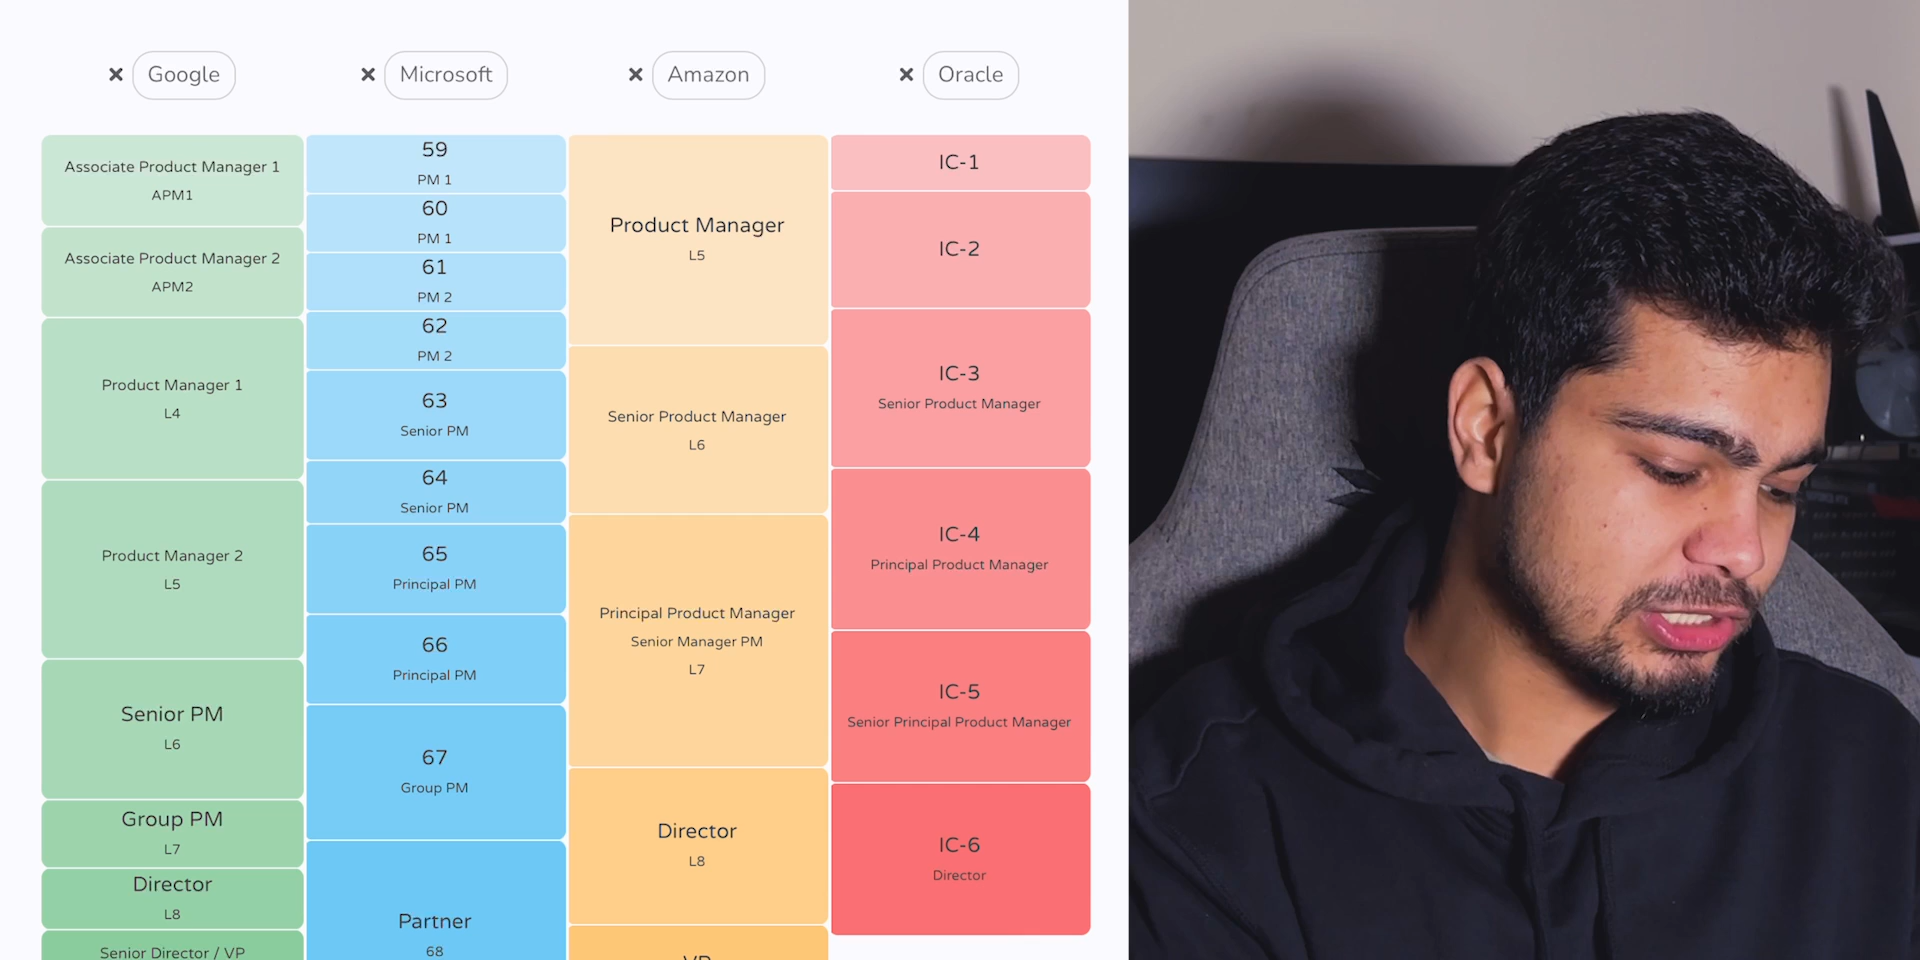 × Google
× Microsoft
× Amazon
× Oracle
Associate Product Manager 1
APM1
Associate Product Manager 2
APM2
Product Manager 1
L4
Product Manager 2
L5
Senior PM
L6
Group PM
L7
Director
L8
Senior Director / VP
59
PM 1
60
PM 1
61
PM 2
62
PM 2
63
Senior PM
64
Senior PM
65
Principal PM
66
Principal PM
67
Group PM
Partner
68
Product Manager
L5
Senior Product Manager
L6
Principal Product Manager
Senior Manager PM
L7
Director
L8
VP
IC-1
IC-2
IC-3
Senior Product Manager
IC-4
Principal Product Manager
IC-5
Senior Principal Product Manager
IC-6
Director